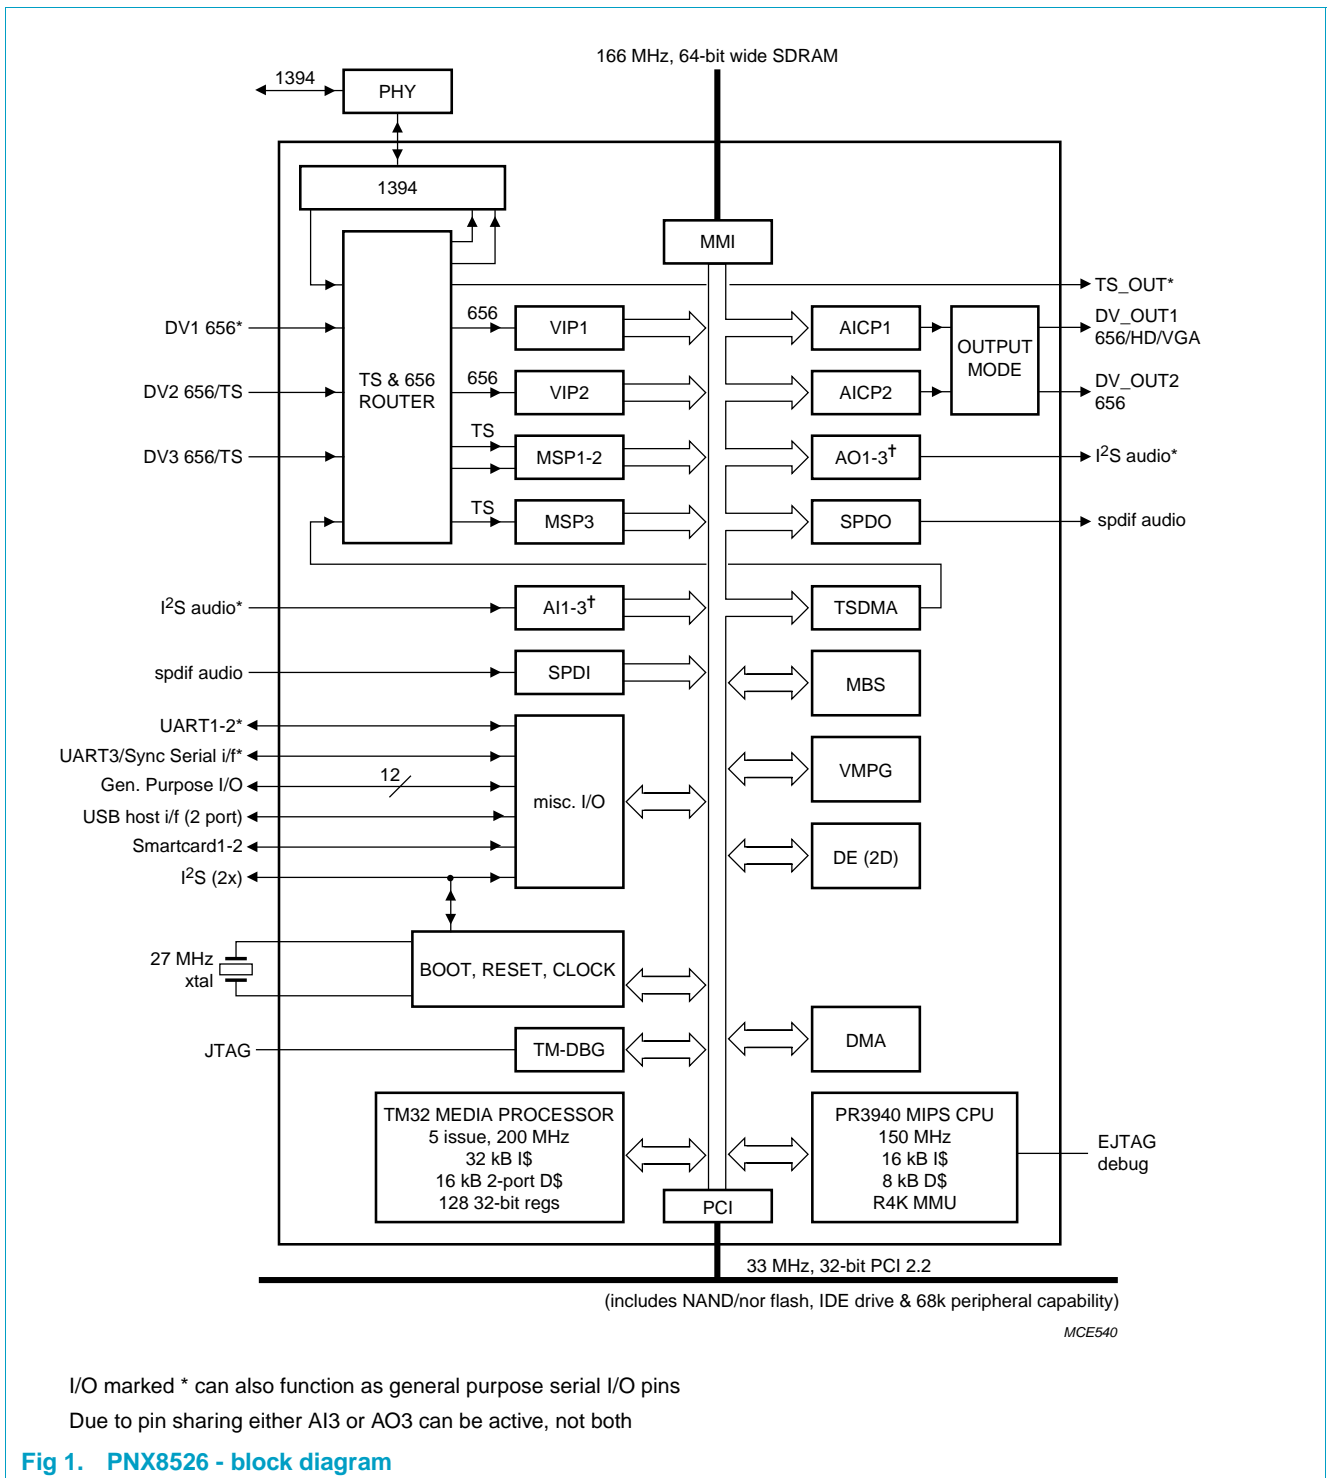 166 MHz, 64-bit wide SDRAM
1394
PHY
1394
MMI
TS_OUT*
DV1 656*
656
VIP1
AICP1
DV_OUT1
656/HD/VGA
OUTPUT
MODE
TS & 656
ROUTER
DV2 656/TS
656
VIP2
AICP2
DV_OUT2
656
DV3 656/TS
TS
MSP1-2
AO1-3†
I2S audio*
TS
MSP3
SPDO
spdif audio
I2S audio*
AI1-3†
TSDMA
spdif audio
SPDI
MBS
UART1-2*
UART3/Sync Serial i/f*
Gen. Purpose I/O
12
USB host i/f (2 port)
Smartcard1-2
I2S (2x)
misc. I/O
VMPG
DE (2D)
27 MHz
xtal
BOOT, RESET, CLOCK
JTAG
TM-DBG
DMA
TM32 MEDIA PROCESSOR
5 issue, 200 MHz
32 kB I$
16 kB 2-port D$
128 32-bit regs
PR3940 MIPS CPU
150 MHz
16 kB I$
8 kB D$
R4K MMU
EJTAG
debug
PCI
33 MHz, 32-bit PCI 2.2
(includes NAND/nor flash, IDE drive & 68k peripheral capability)
MCE540
I/O marked * can also function as general purpose serial I/O pins
Due to pin sharing either AI3 or AO3 can be active, not both
Fig 1. PNX8526 - block diagram